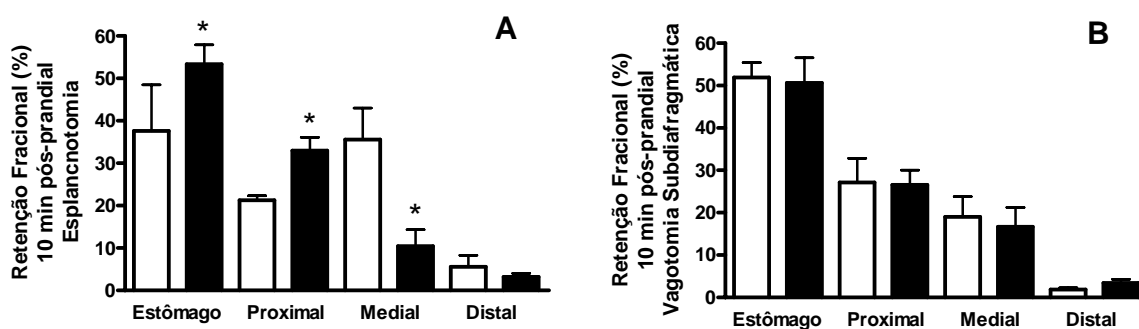 A
Retenção Fracional (%)
10 min pós-prandial
Esplancnotomia
60
50
40
30
20
10
0
*
*
*
Estômago Proximal Medial Distal
B
Retenção Fracional (%)
10 min pós-prandial
Vagotomia Subdiafragmática
60
50
40
30
20
10
0
Estômago Proximal Medial Distal